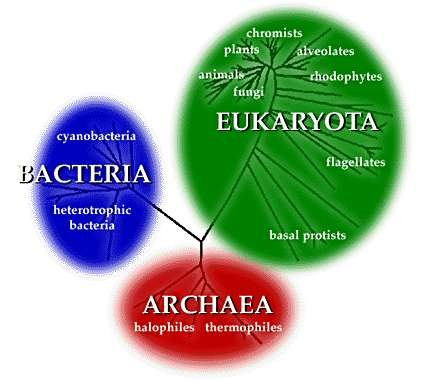 chromists
plants
alveolates
animals
rhodophytes
fungi
EUKARYOTA
flagellates
basal protists
cyanobacteria
BACTERIA
heterotrophic
bacteria
ARCHAEA
halophiles thermophiles